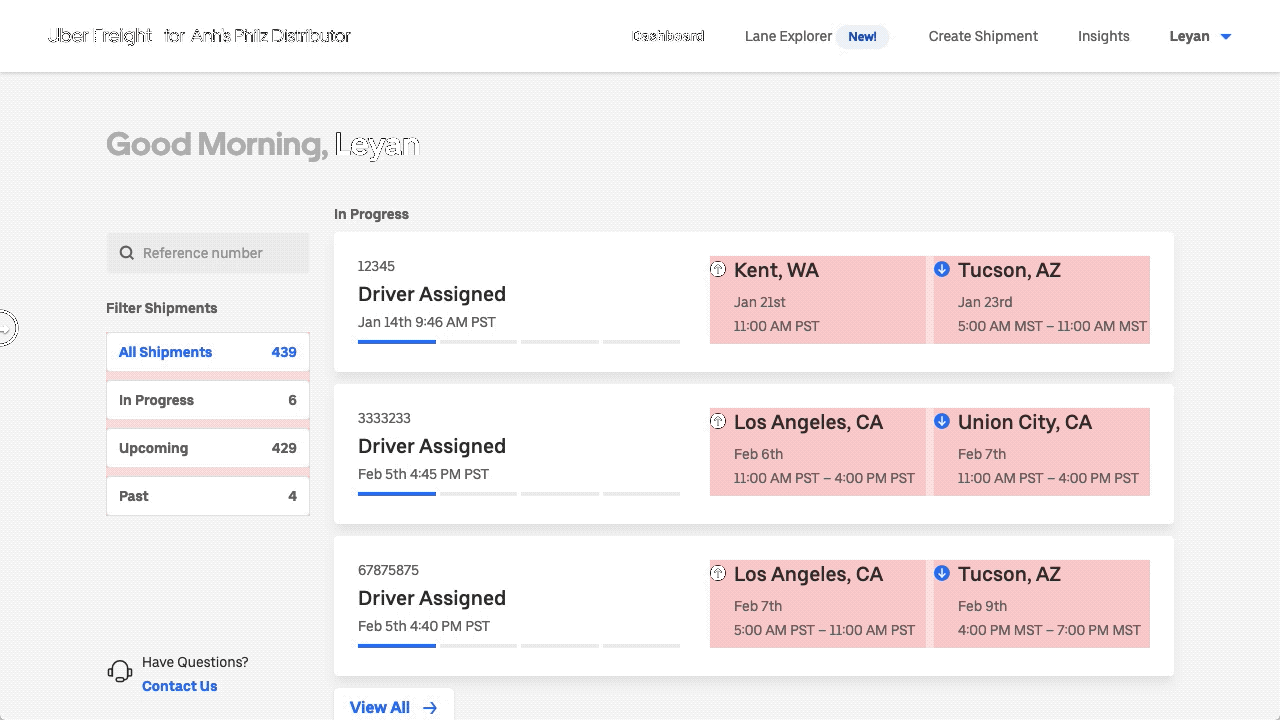 Uber Freight for Anh's Philz Distributor
Dashboard
Lane Explorer New!
Create Shipment
Insights
Leyan
Good Morning, Leyan
Reference number
Filter Shipments
All Shipments 439
In Progress 6
Upcoming 429
Past 4
Have Questions?
Contact Us
In Progress
12345
Driver Assigned
Jan 14th 9:46 AM PST
Kent, WA
Jan 21st
11:00 AM PST
Tucson, AZ
Jan 23rd
5:00 AM MST – 11:00 AM MST
3333233
Driver Assigned
Feb 5th 4:45 PM PST
Los Angeles, CA
Feb 6th
11:00 AM PST – 4:00 PM PST
Union City, CA
Feb 7th
11:00 AM PST – 4:00 PM PST
67875875
Driver Assigned
Feb 5th 4:40 PM PST
Los Angeles, CA
Feb 7th
5:00 AM PST – 11:00 AM PST
Tucson, AZ
Feb 9th
4:00 PM MST – 7:00 PM MST
View All